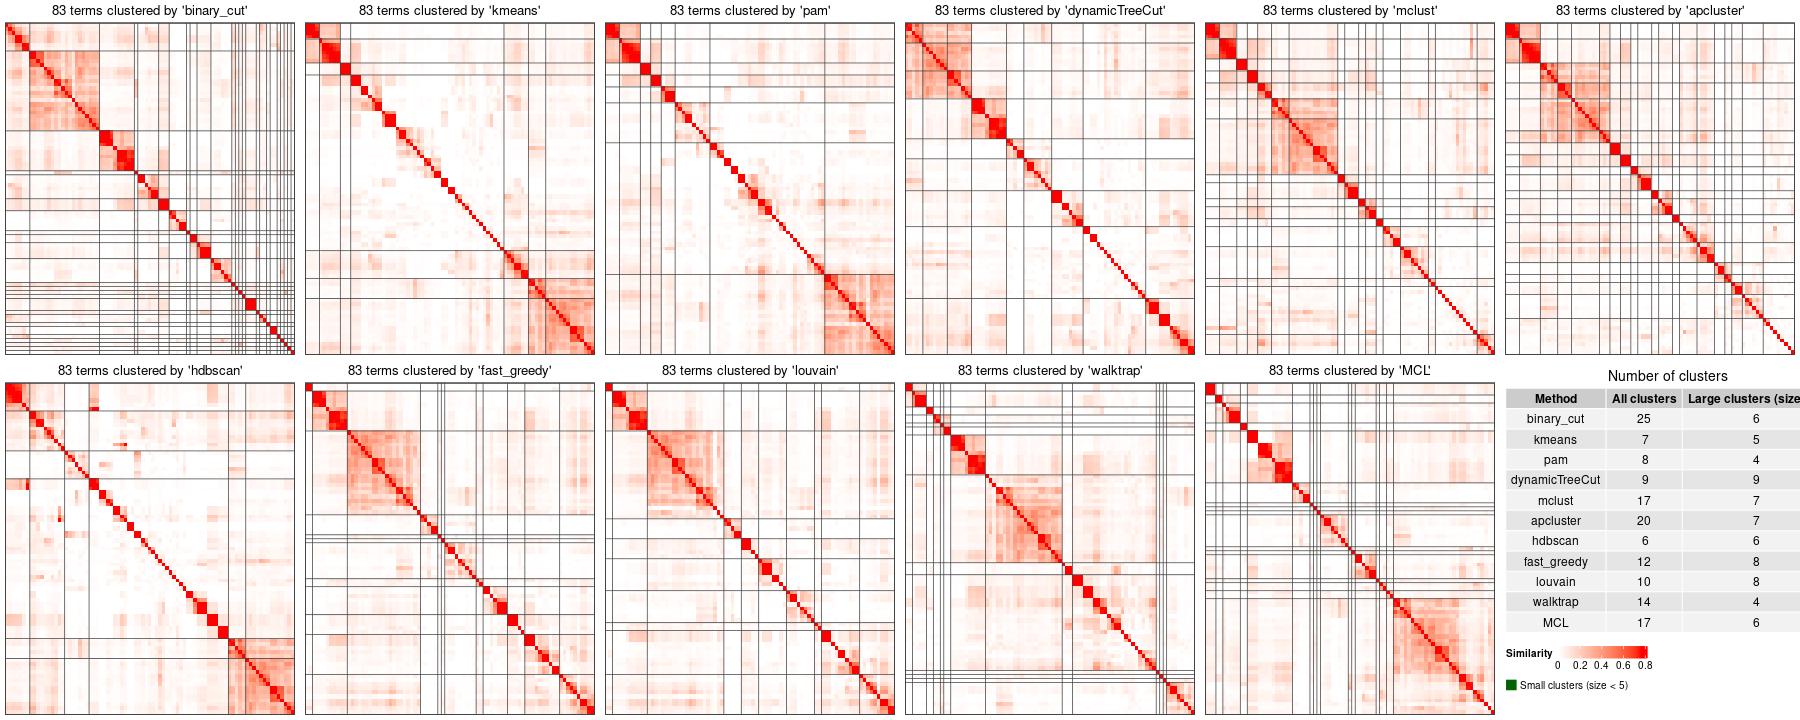 83 terms clustered by 'binary_cut'
83 terms clustered by 'kmeans'
83 terms clustered by 'pam'
83 terms clustered by 'dynamicTreeCut'
83 terms clustered by 'mclust'
83 terms clustered by 'apcluster'
83 terms clustered by 'hdbscan'
83 terms clustered by 'fast_greedy'
83 terms clustered by 'louvain'
83 terms clustered by 'walktrap'
83 terms clustered by 'MCL'
Number of clusters
Method All clusters Large clusters (size
binary_cut 25 6
kmeans 7 5
pam 8 4
dynamicTreeCut 9 9
mclust 17 7
apcluster 20 7
hdbscan 6 6
fast_greedy 12 8
louvain 10 8
walktrap 14 4
MCL 17 6
Similarity
0 0.2 0.4 0.6 0.8
Small clusters (size < 5)